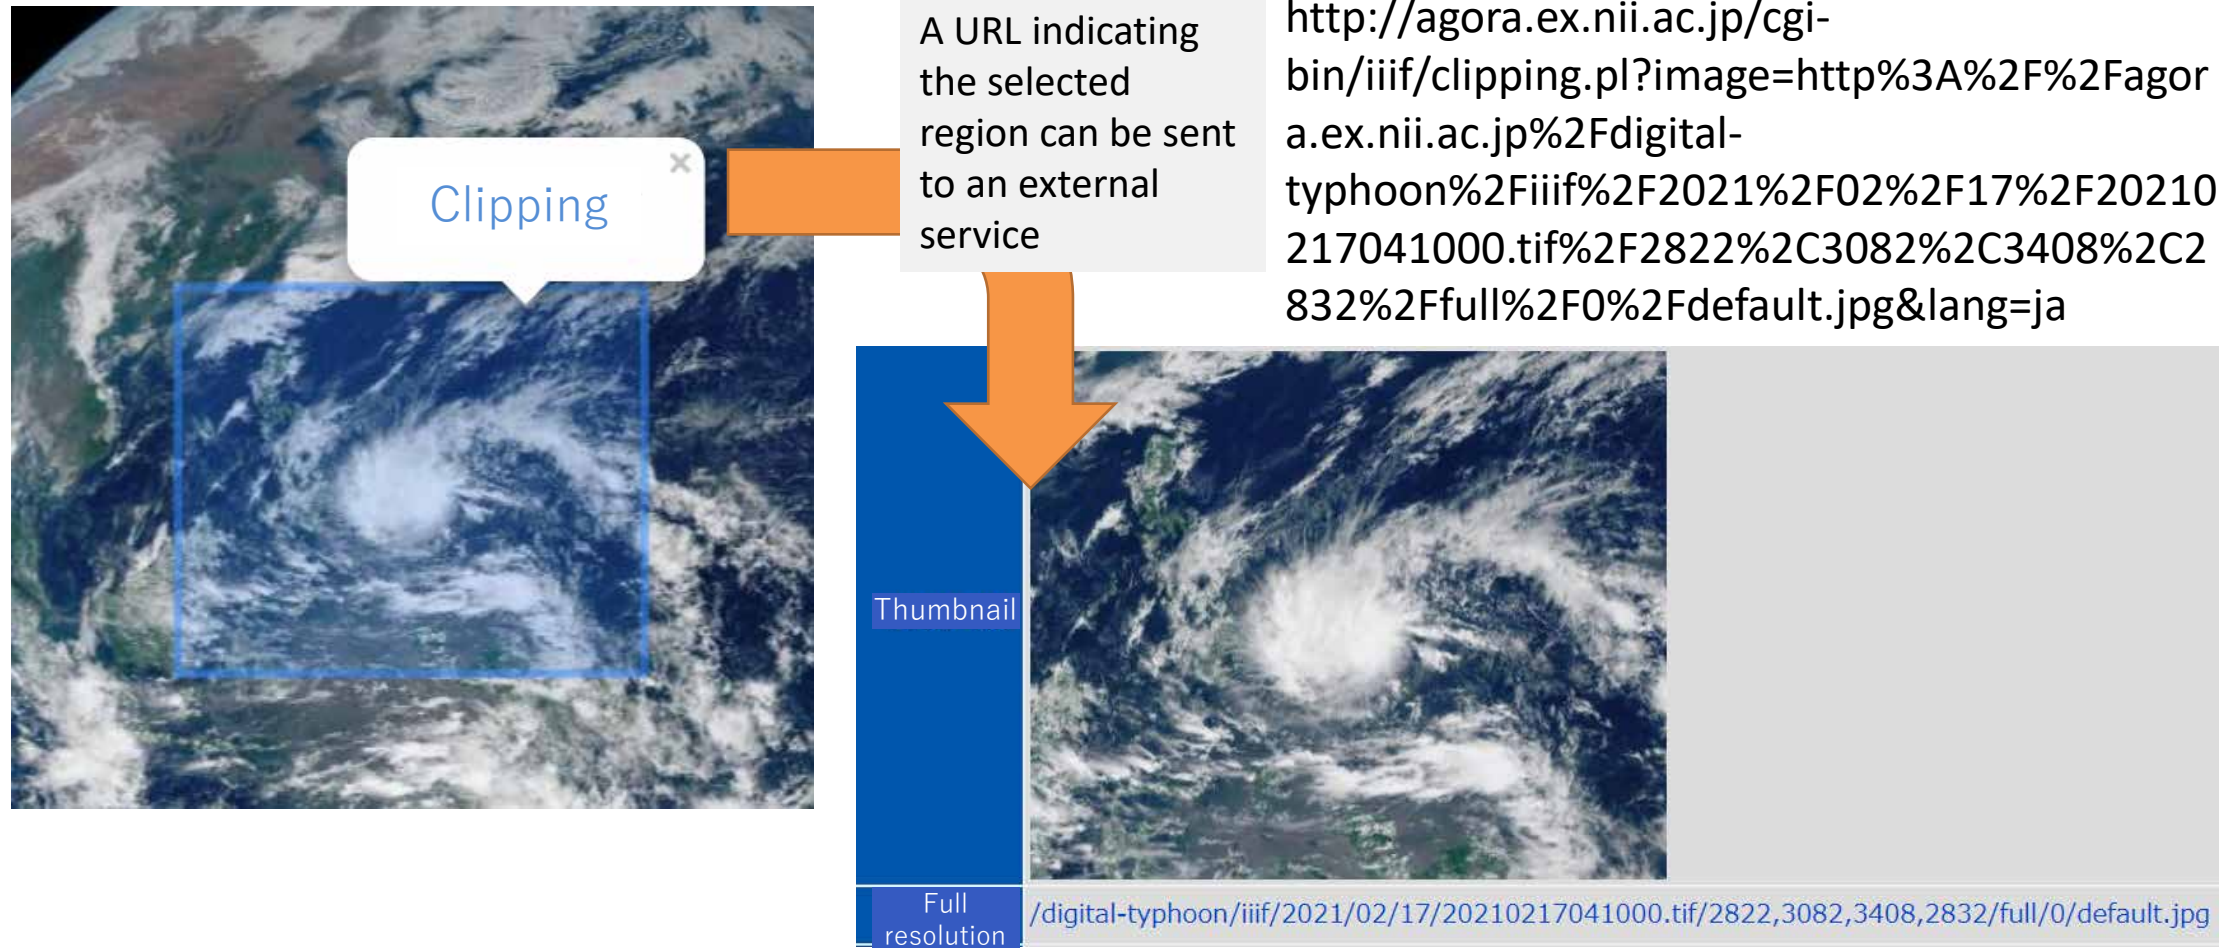 Clipping
×
A URL indicating
the selected
region can be sent
to an external
service
http://agora.ex.nii.ac.jp/cgi-
bin/iiif/clipping.pl?image=http%3A%2F%2Fagor
a.ex.nii.ac.jp%2Fdigital-
typhoon%2Fiiif%2F2021%2F02%2F17%2F20210
217041000.tif%2F2822%2C3082%2C3408%2C2
832%2Ffull%2F0%2Fdefault.jpg&lang=ja
Thumbnail
Full
resolution
/digital-typhoon/iiif/2021/02/17/20210217041000.tif/2822,3082,3408,2832/full/0/default.jpg